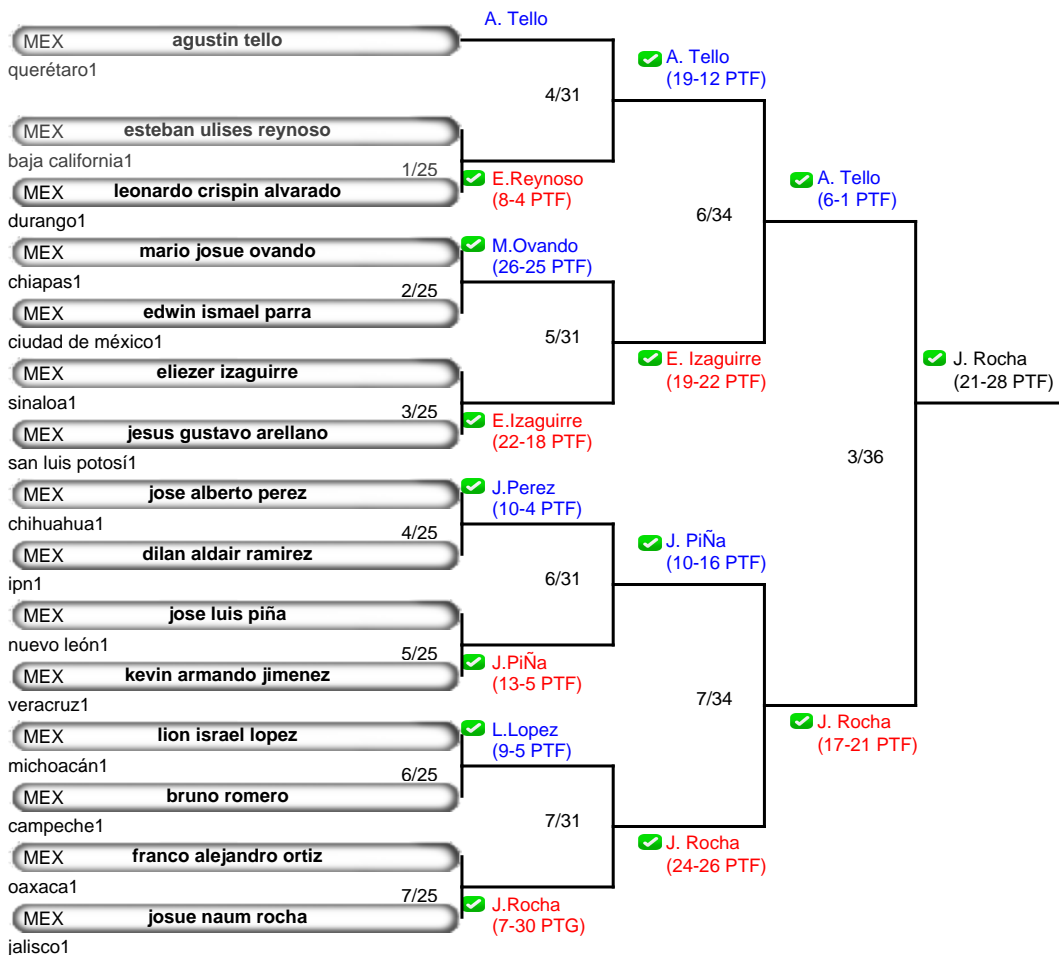 A. Tello
MEX agustin tello
querétaro1
A. Tello
(19-12 PTF)
4/31
MEX esteban ulises reynoso
baja california1
1/25
MEX leonardo crispin alvarado
durango1
E.Reynoso
(8-4 PTF)
A. Tello
(6-1 PTF)
6/34
MEX mario josue ovando
chiapas1
M.Ovando
(26-25 PTF)
2/25
MEX edwin ismael parra
ciudad de méxico1
5/31
E. Izaguirre
(19-22 PTF)
J. Rocha
(21-28 PTF)
MEX eliezer izaguirre
sinaloa1
3/25
MEX jesus gustavo arellano
san luis potosí1
E.Izaguirre
(22-18 PTF)
3/36
MEX jose alberto perez
chihuahua1
J.Perez
(10-4 PTF)
4/25
MEX dilan aldair ramirez
ipn1
J. PiÑa
(10-16 PTF)
6/31
MEX jose luis piña
nuevo león1
5/25
MEX kevin armando jimenez
veracruz1
J.PiÑa
(13-5 PTF)
7/34
J. Rocha
(17-21 PTF)
MEX lion israel lopez
michoacán1
L.Lopez
(9-5 PTF)
6/25
MEX bruno romero
campeche1
7/31
J. Rocha
(24-26 PTF)
MEX franco alejandro ortiz
oaxaca1
7/25
MEX josue naum rocha
jalisco1
J.Rocha
(7-30 PTG)